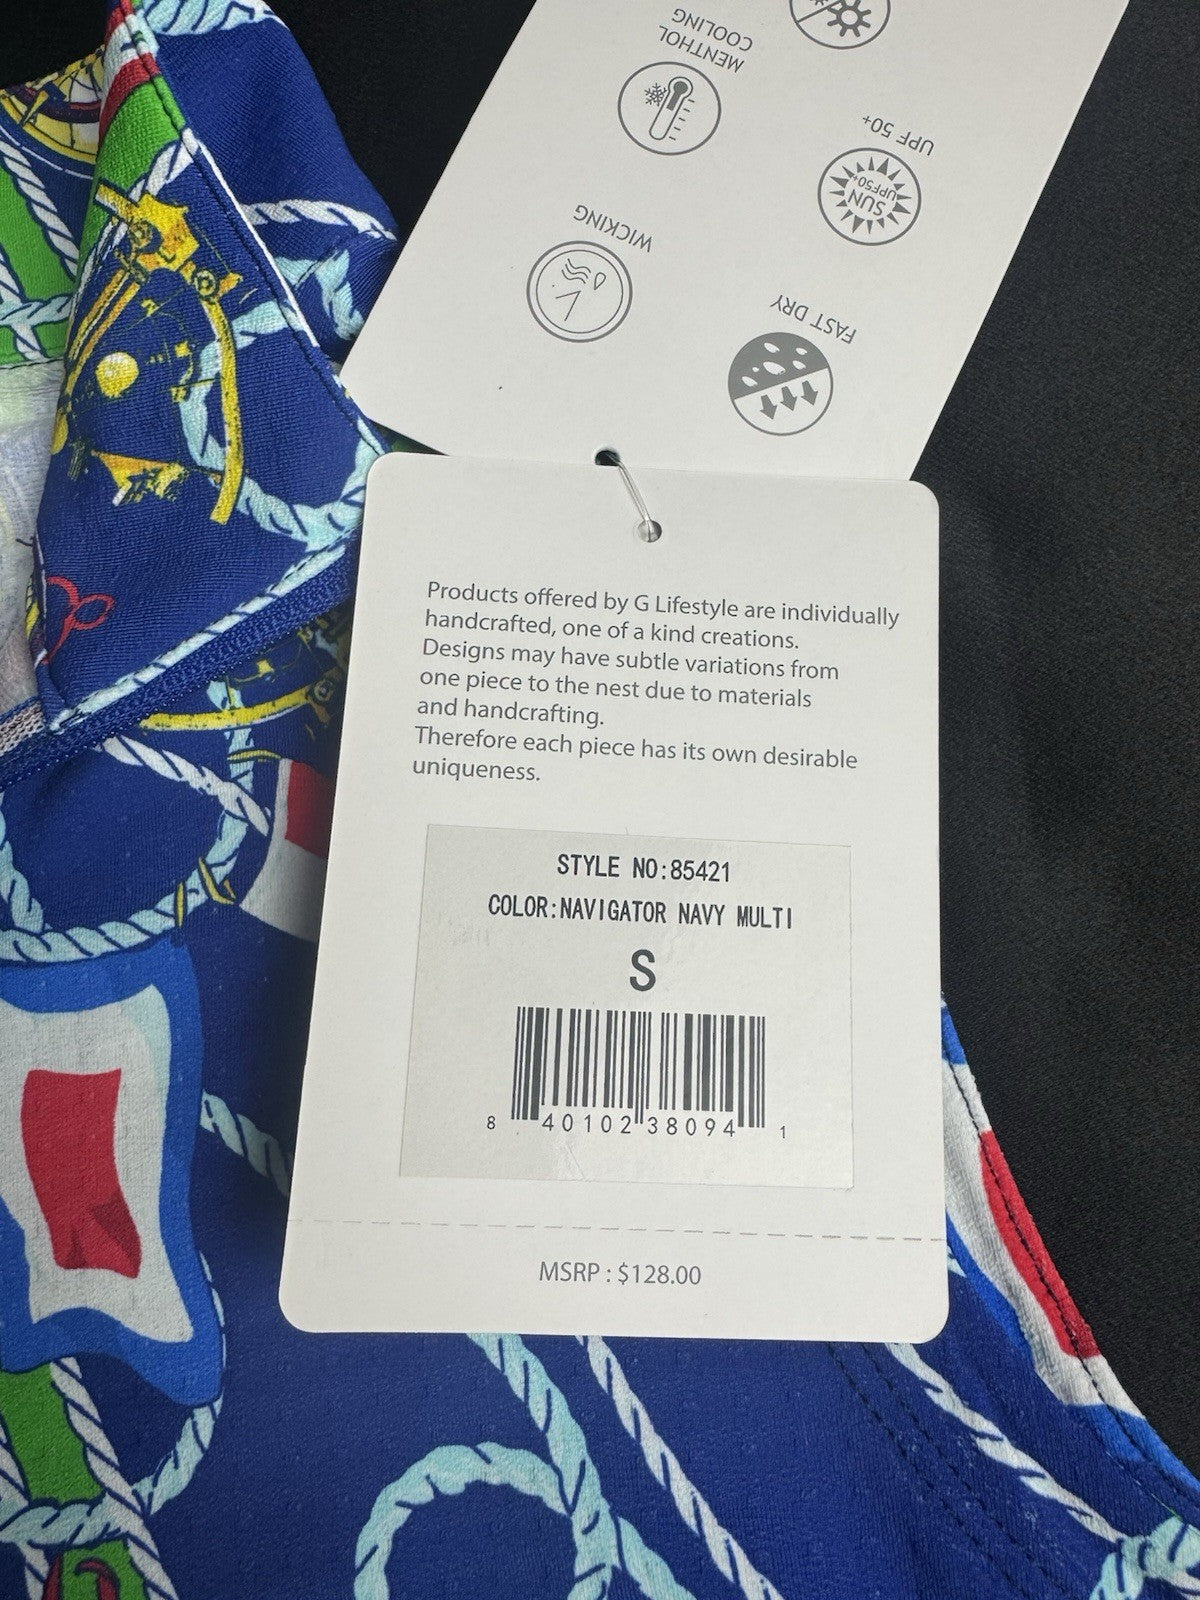 MENTHOL
COOLING
UPF 50+
SUN
UPF50+
WICKING
FAST DRY
Products offered by G Lifestyle are individually
handcrafted, one of a kind creations.
Designs may have subtle variations from
one piece to the nest due to materials
and handcrafting.
Therefore each piece has its own desirable
uniqueness.
STYLE NO:85421
COLOR:NAVIGATOR NAVY MULTI
S
8 40102 38094 1
MSRP : $128.00